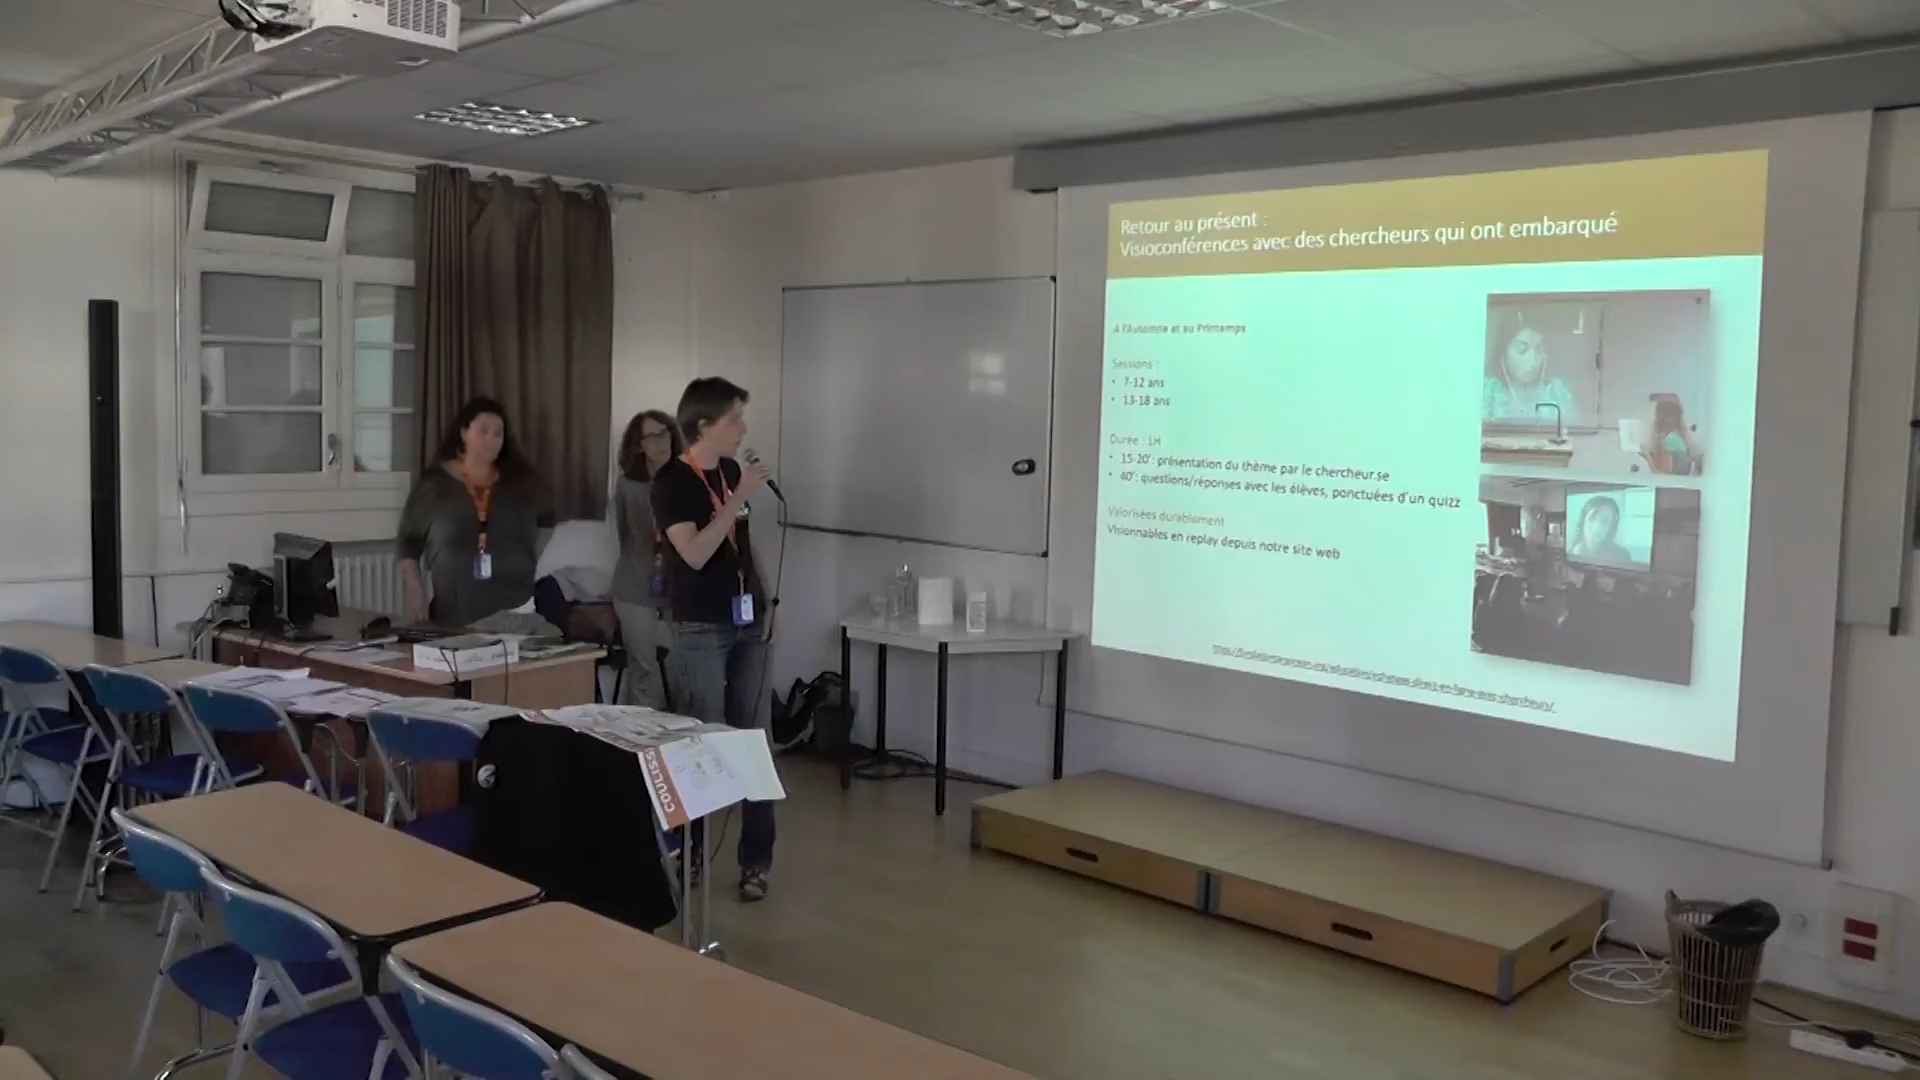 Retour au présent :
Visioconférences avec des chercheurs qui ont embarqué
A l'Automne et au Printemps
Sessions :
• 7-12 ans
• 13-18 ans
Durée : 1H
• 15-20' : présentation du thème par le chercheur.se
• 40' : questions/réponses avec les élèves, ponctuées d'un quizz
Valorisées durablement
Visionnables en replay depuis notre site web
COULISS